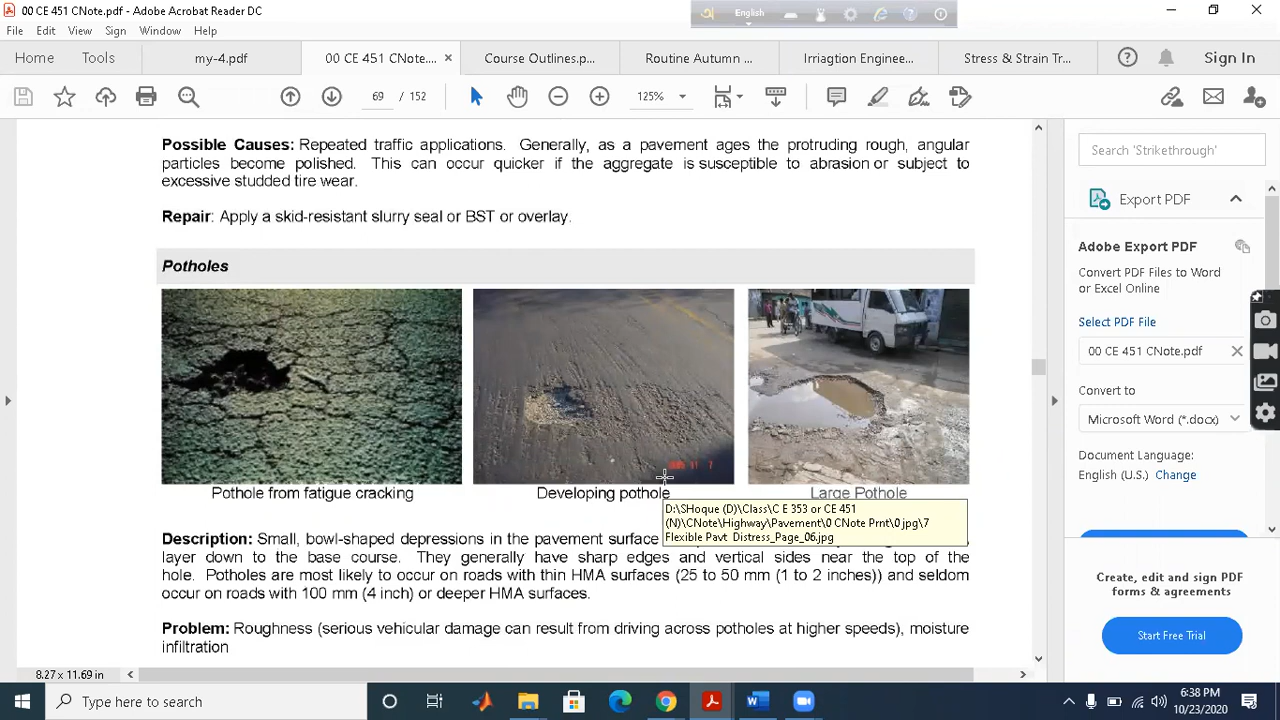 00 CE 451 CNote.pdf - Adobe Acrobat Reader DC
English
File Edit View Sign Window Help
Home Tools my-4.pdf 00 CE 451 CNote.... Course Outlines.p... Routine Autumn ... Irriagtion Enginee... Stress & Strain Tr... Sign In
69 / 152 125%
Possible Causes: Repeated traffic applications. Generally, as a pavement ages the protruding rough, angular
particles become polished. This can occur quicker if the aggregate is susceptible to abrasion or subject to
excessive studded tire wear.
Repair: Apply a skid-resistant slurry seal or BST or overlay.
Potholes
Pothole from fatigue cracking Developing pothole Large Pothole
D:\SHoque (D)\Class\C E 353 or CE 451
(N)\CNote\Highway\Pavement\0 CNote Prnt\0.jpg\7
Flexible Pavt Distress_Page_06.jpg
Description: Small, bowl-shaped depressions in the pavement surface
layer down to the base course. They generally have sharp edges and vertical sides near the top of the
hole. Potholes are most likely to occur on roads with thin HMA surfaces (25 to 50 mm (1 to 2 inches)) and seldom
occur on roads with 100 mm (4 inch) or deeper HMA surfaces.
Problem: Roughness (serious vehicular damage can result from driving across potholes at higher speeds), moisture
infiltration
8.27 x 11.69 in
Search 'Strikethrough'
Export PDF
Adobe Export PDF
Convert PDF Files to Word
or Excel Online
Select PDF File
00 CE 451 CNote.pdf
Convert to
Microsoft Word (*.docx)
Document Language:
English (U.S.) Change
Create, edit and sign PDF
forms & agreements
Start Free Trial
Type here to search
6:38 PM
10/23/2020